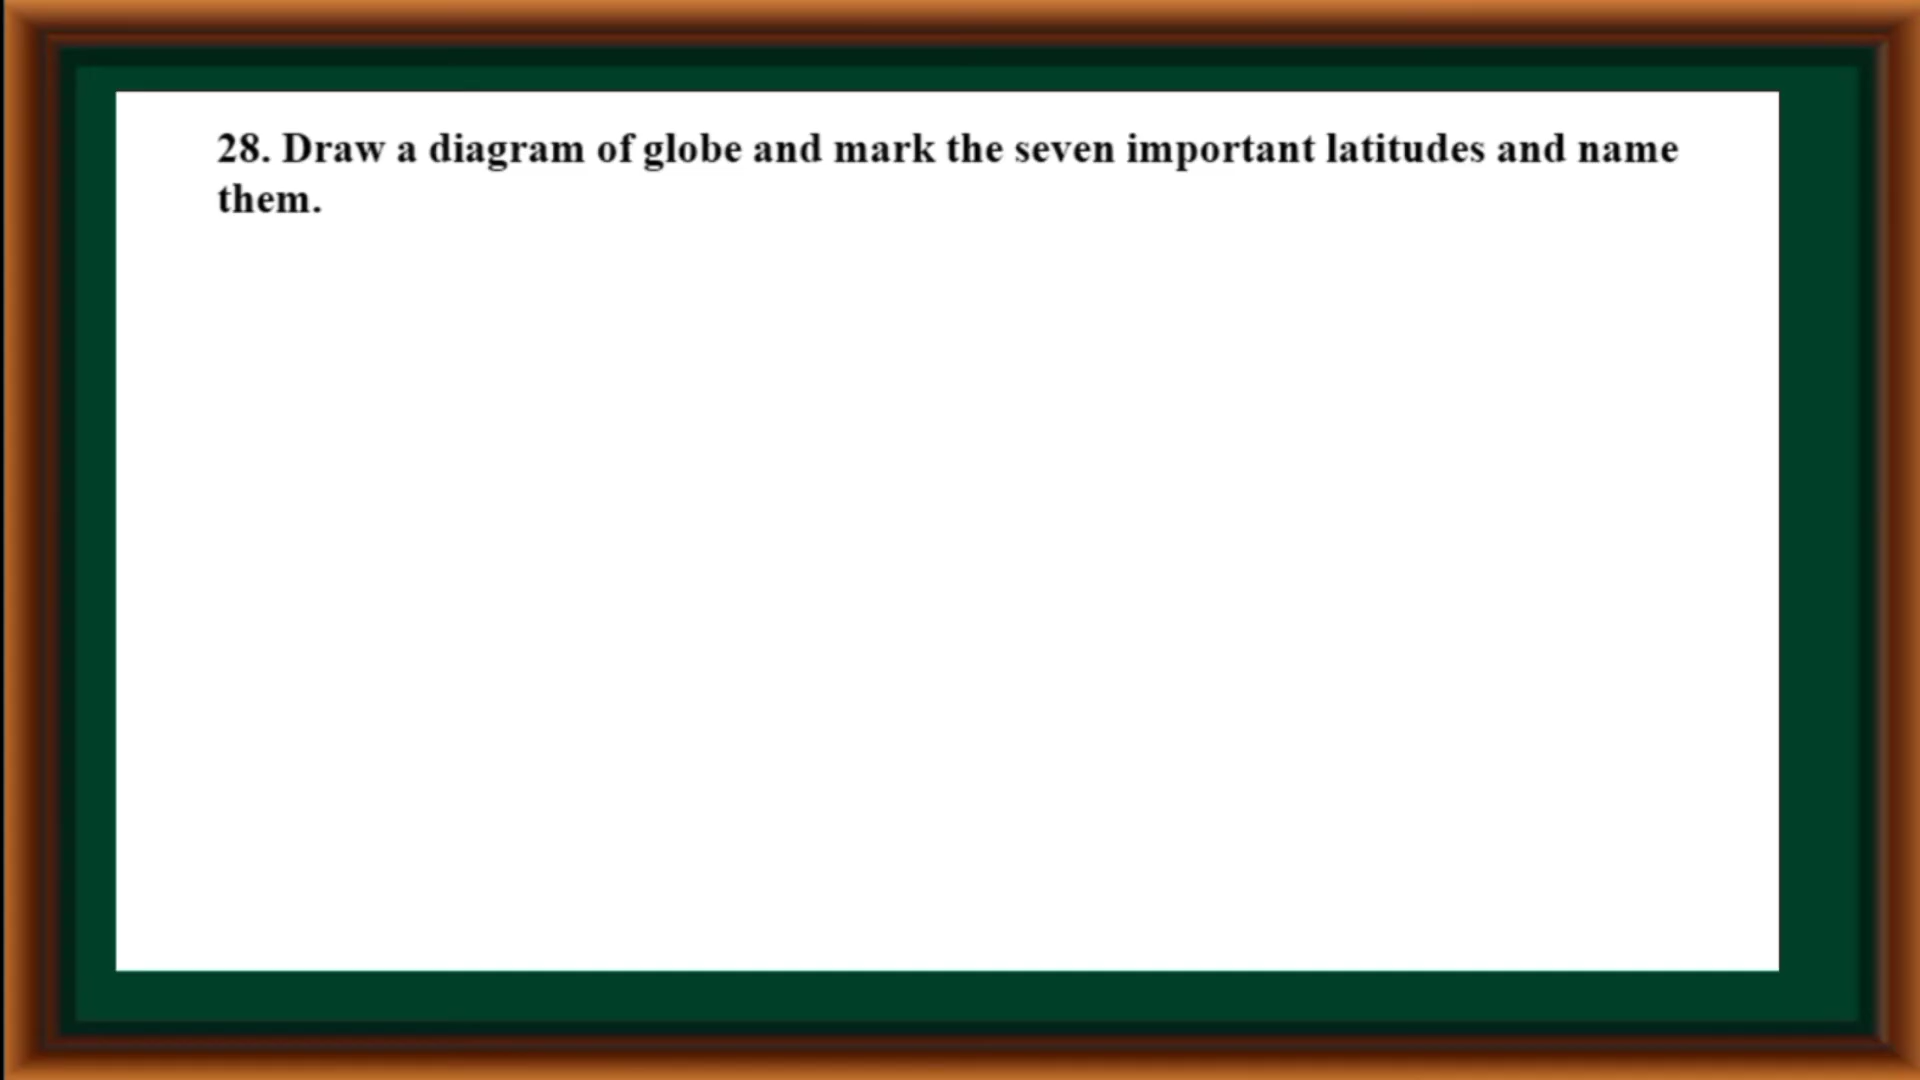 28. Draw a diagram of globe and mark the seven important latitudes and name
them.